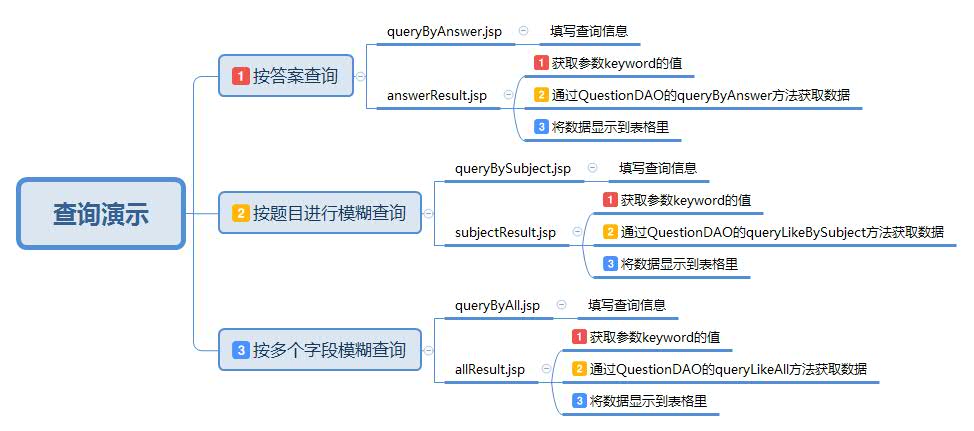 查询演示
1 按答案查询
queryByAnswer.jsp
填写查询信息
answerResult.jsp
1 获取参数keyword的值
2 通过QuestionDAO的queryByAnswer方法获取数据
3 将数据显示到表格里
2 按题目进行模糊查询
queryBySubject.jsp
填写查询信息
subjectResult.jsp
1 获取参数keyword的值
2 通过QuestionDAO的queryLikeBySubject方法获取数据
3 将数据显示到表格里
3 按多个字段模糊查询
queryByAll.jsp
填写查询信息
allResult.jsp
1 获取参数keyword的值
2 通过QuestionDAO的queryLikeAll方法获取数据
3 将数据显示到表格里